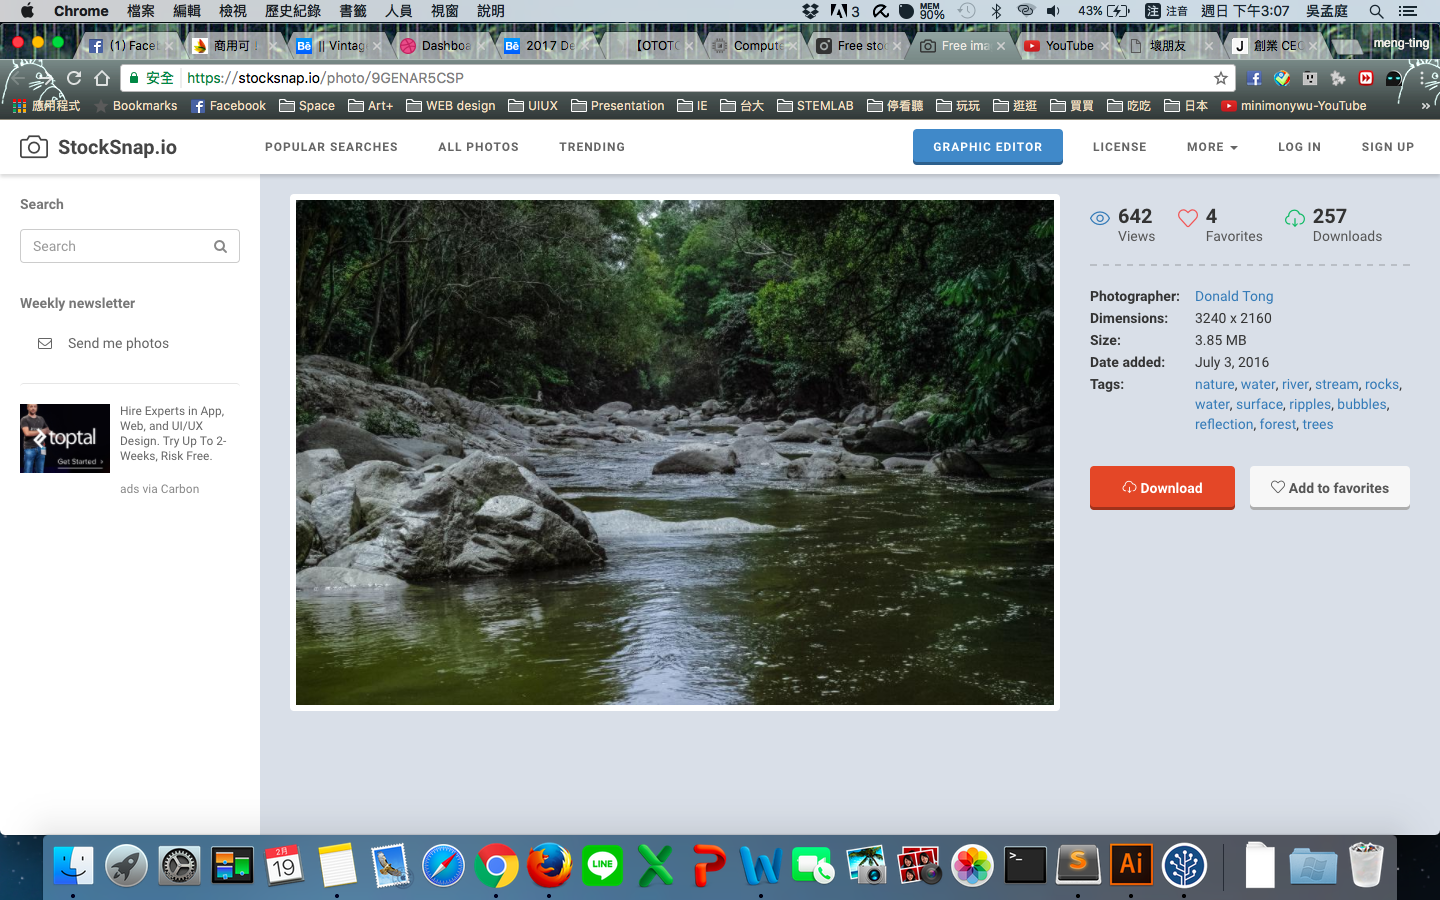 Chrome 檔案 編輯 檢視 歷史紀錄 書籤 人員 視窗 說明 3 MEM 90% 43% 注 注音 週日 下午3:07 吳孟庭
(1) Facel 商用可！ Bē || Vintag Dashboa Bē 2017 De 【OTOT Compute Free stoc Free ima YouTube 壞朋友 J 創業 CEO meng-ting
安全 https://stocksnap.io/photo/9GENAR5CSP
應用程式 Bookmarks Facebook Space Art+ WEB design UIUX Presentation IE 台大 STEMLAB 停看聽 玩玩 逛逛 買買 吃吃 日本 minimonywu-YouTube »
StockSnap.io POPULAR SEARCHES ALL PHOTOS TRENDING GRAPHIC EDITOR LICENSE MORE LOG IN SIGN UP
Search
Search
Weekly newsletter
Send me photos
toptal
Get Started ›
Hire Experts in App,
Web, and UI/UX
Design. Try Up To 2-
Weeks, Risk Free.
ads via Carbon
642 4 257
Views Favorites Downloads
Photographer: Donald Tong
Dimensions: 3240 x 2160
Size: 3.85 MB
Date added: July 3, 2016
Tags: nature, water, river, stream, rocks,
water, surface, ripples, bubbles,
reflection, forest, trees
Download Add to favorites
2月
19
LINE
>_
S
Ai